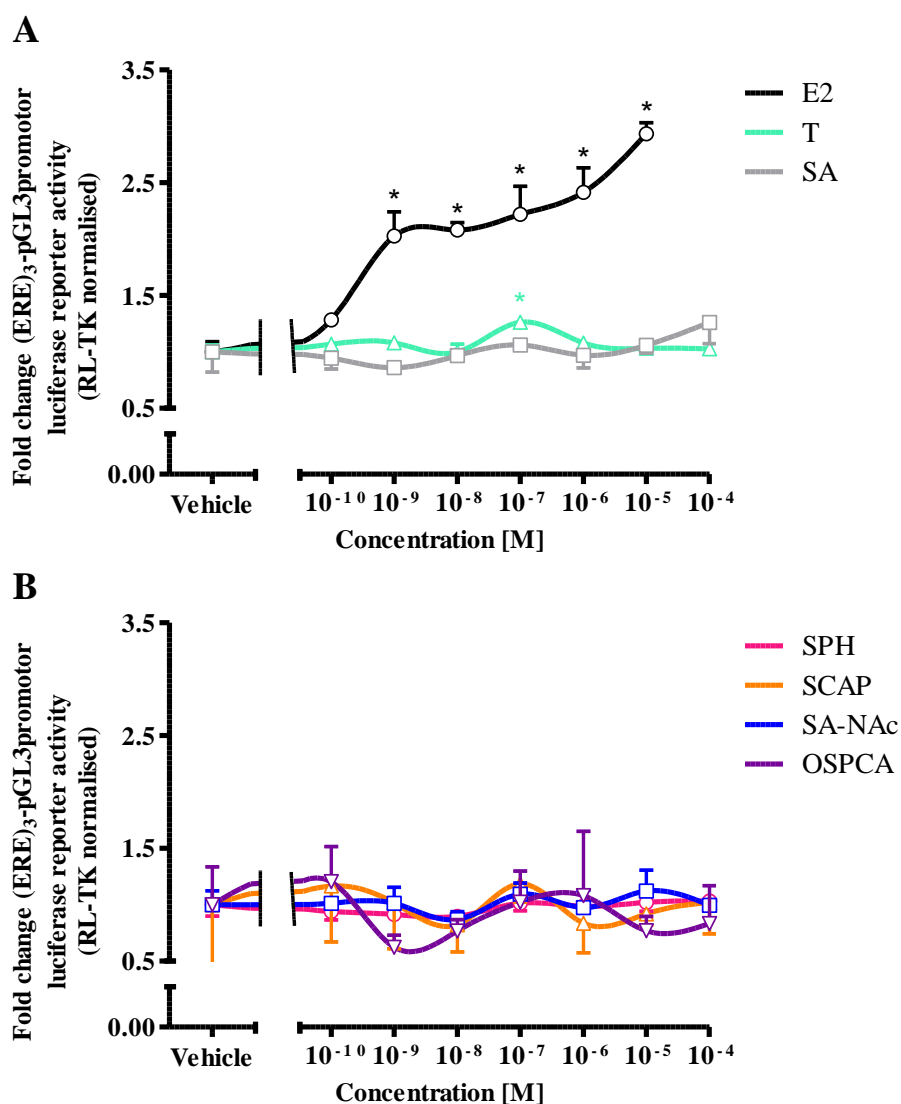 A
Fold change (ERE)₃-pGL3promotor
luciferase reporter activity
(RL-TK normalised)
3.5
2.5
1.5
0.5
0.00
* * * * *
*
E2
T
SA
Vehicle 10⁻¹⁰ 10⁻⁹ 10⁻⁸ 10⁻⁷ 10⁻⁶ 10⁻⁵ 10⁻⁴
Concentration [M]
B
Fold change (ERE)₃-pGL3promotor
luciferase reporter activity
(RL-TK normalised)
3.5
2.5
1.5
0.5
0.00
SPH
SCAP
SA-NAc
OSPCA
Vehicle 10⁻¹⁰ 10⁻⁹ 10⁻⁸ 10⁻⁷ 10⁻⁶ 10⁻⁵ 10⁻⁴
Concentration [M]